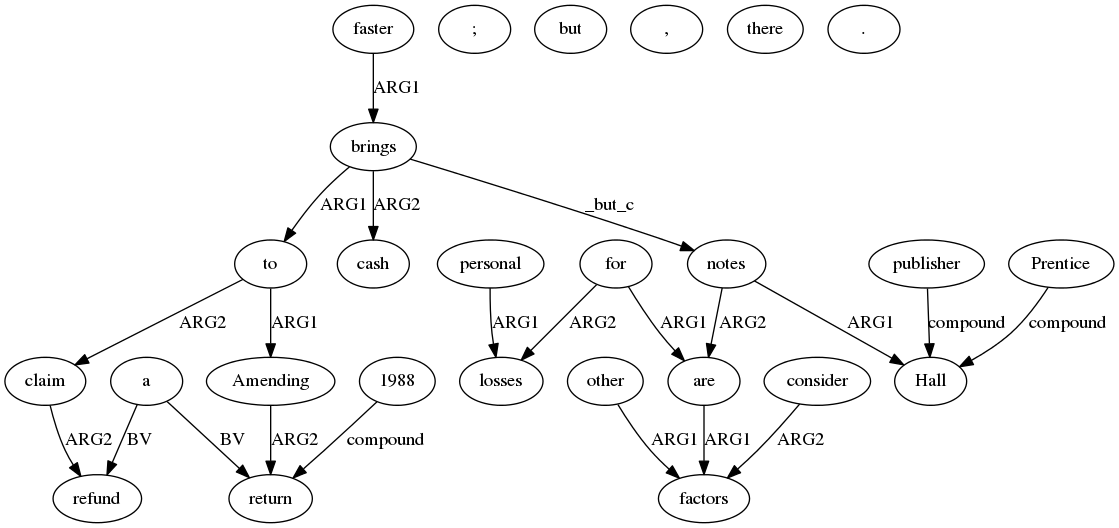 faster ; but , there .
ARG1
brings
ARG1 ARG2 _but_c
to cash personal for notes publisher Prentice
ARG2 ARG1 ARG1 ARG2 ARG1 ARG2 ARG1 compound compound
claim a Amending 1988 losses other are consider Hall
ARG2 BV BV ARG2 compound ARG1 ARG1 ARG2
refund return factors